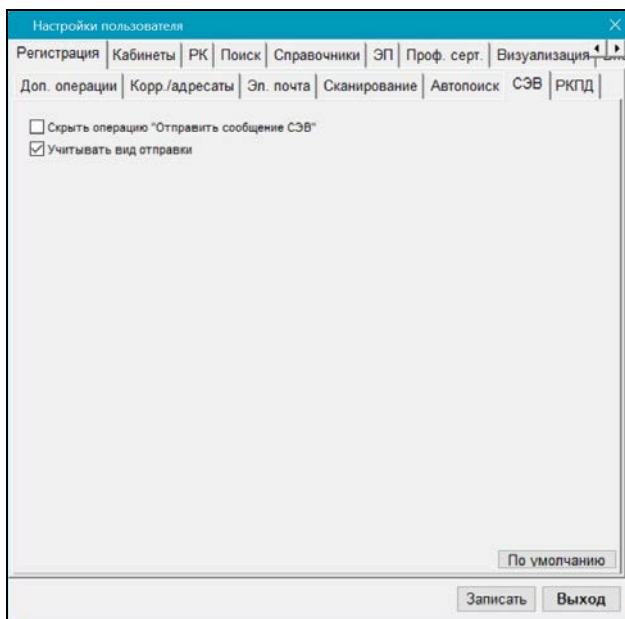 Настройки пользователя
Регистрация Кабинеты РК Поиск Справочники ЭП Проф. серт. Визуализация
Доп. операции Корр./адресаты Эл. почта Сканирование Автопоиск СЭВ РКПД
Скрыть операцию "Отправить сообщение СЭВ"
Учитывать вид отправки
По умолчанию
Записать Выход